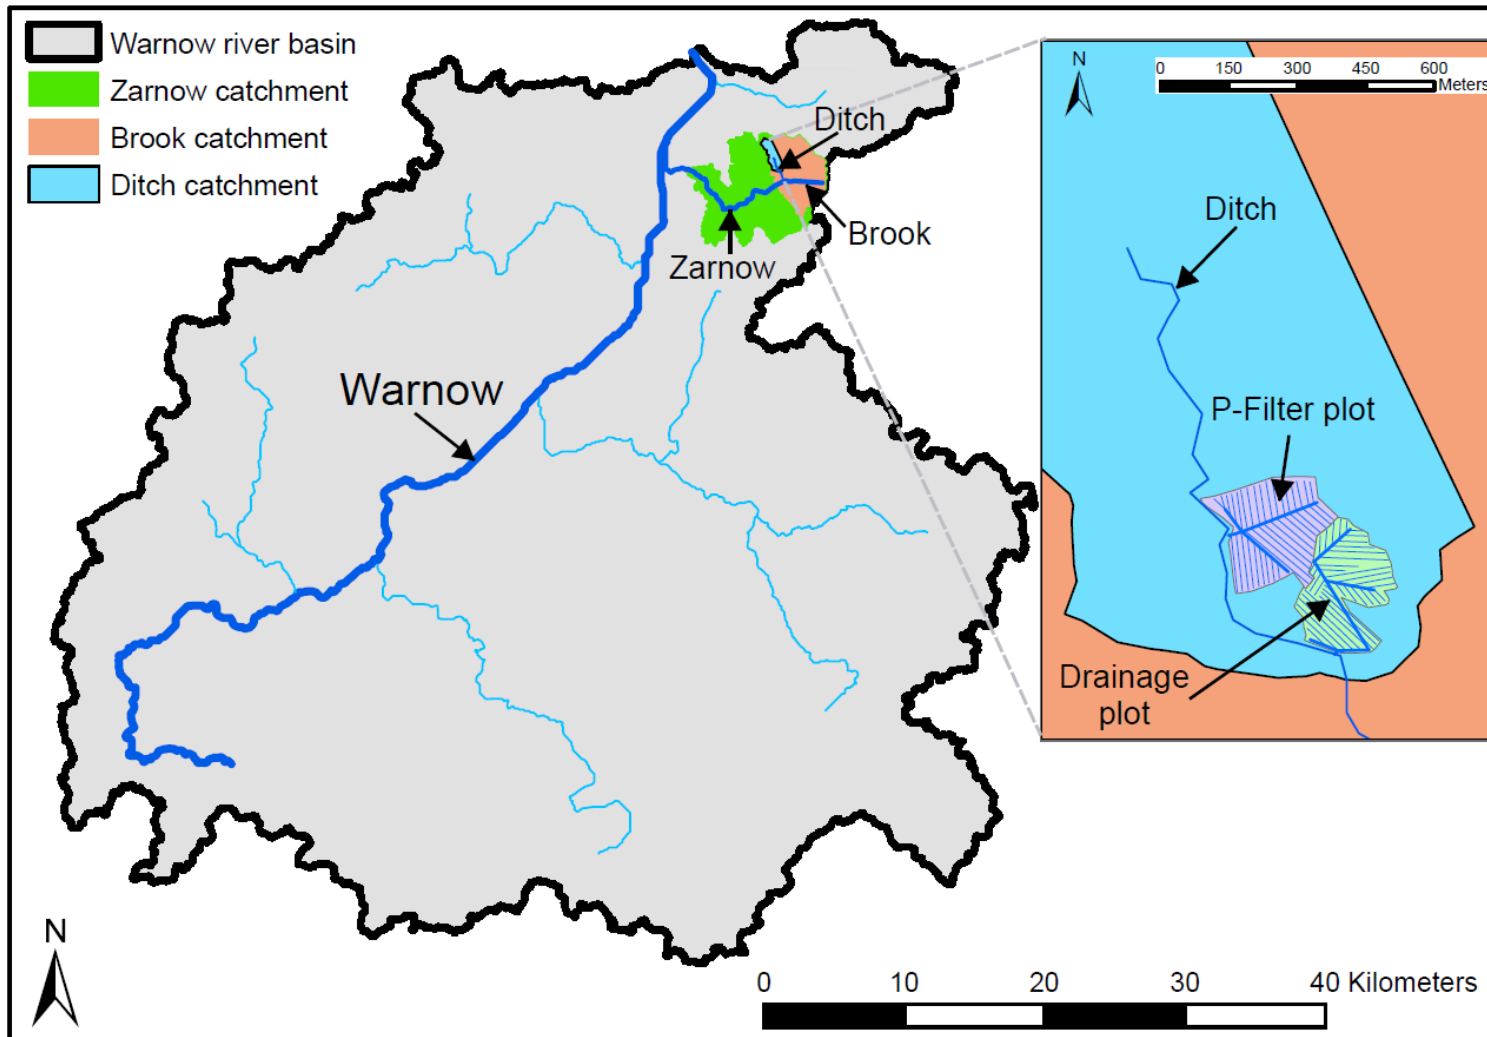 Warnow river basin
Zarnow catchment
Brook catchment
Ditch catchment
Ditch
Brook
Zarnow
Warnow
N
0 10 20 30 40 Kilometers
N
0 150 300 450 600
Meters
Ditch
P-Filter plot
Drainage
plot